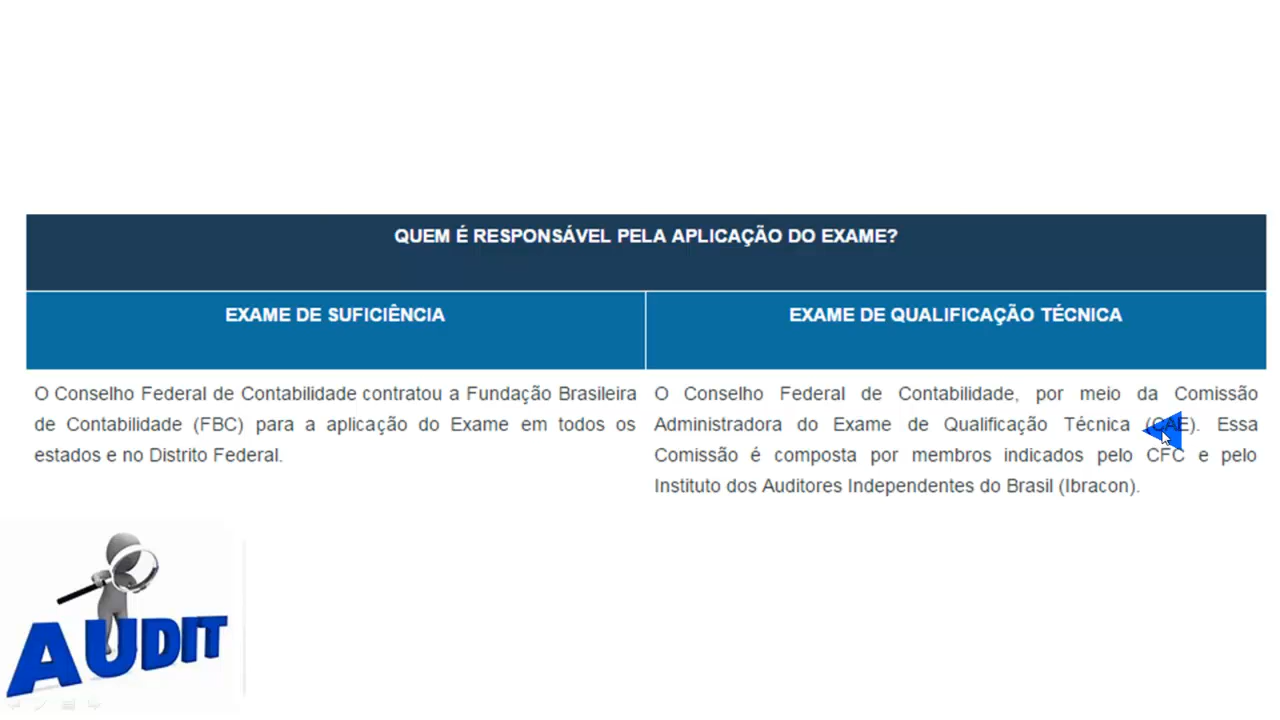 QUEM É RESPONSÁVEL PELA APLICAÇÃO DO EXAME?
EXAME DE SUFICIÊNCIA
EXAME DE QUALIFICAÇÃO TÉCNICA
O Conselho Federal de Contabilidade contratou a Fundação Brasileira
de Contabilidade (FBC) para a aplicação do Exame em todos os
estados e no Distrito Federal.
O Conselho Federal de Contabilidade, por meio da Comissão
Administradora do Exame de Qualificação Técnica (CAE). Essa
Comissão é composta por membros indicados pelo CFC e pelo
Instituto dos Auditores Independentes do Brasil (Ibracon).
AUDIT